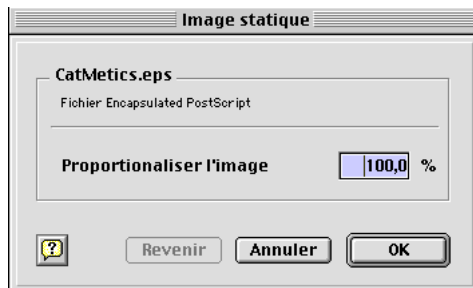 Image statique
CatMetics.eps
Fichier Encapsulated PostScript
Proportionaliser l'image 100,0 %
? Revenir Annuler OK